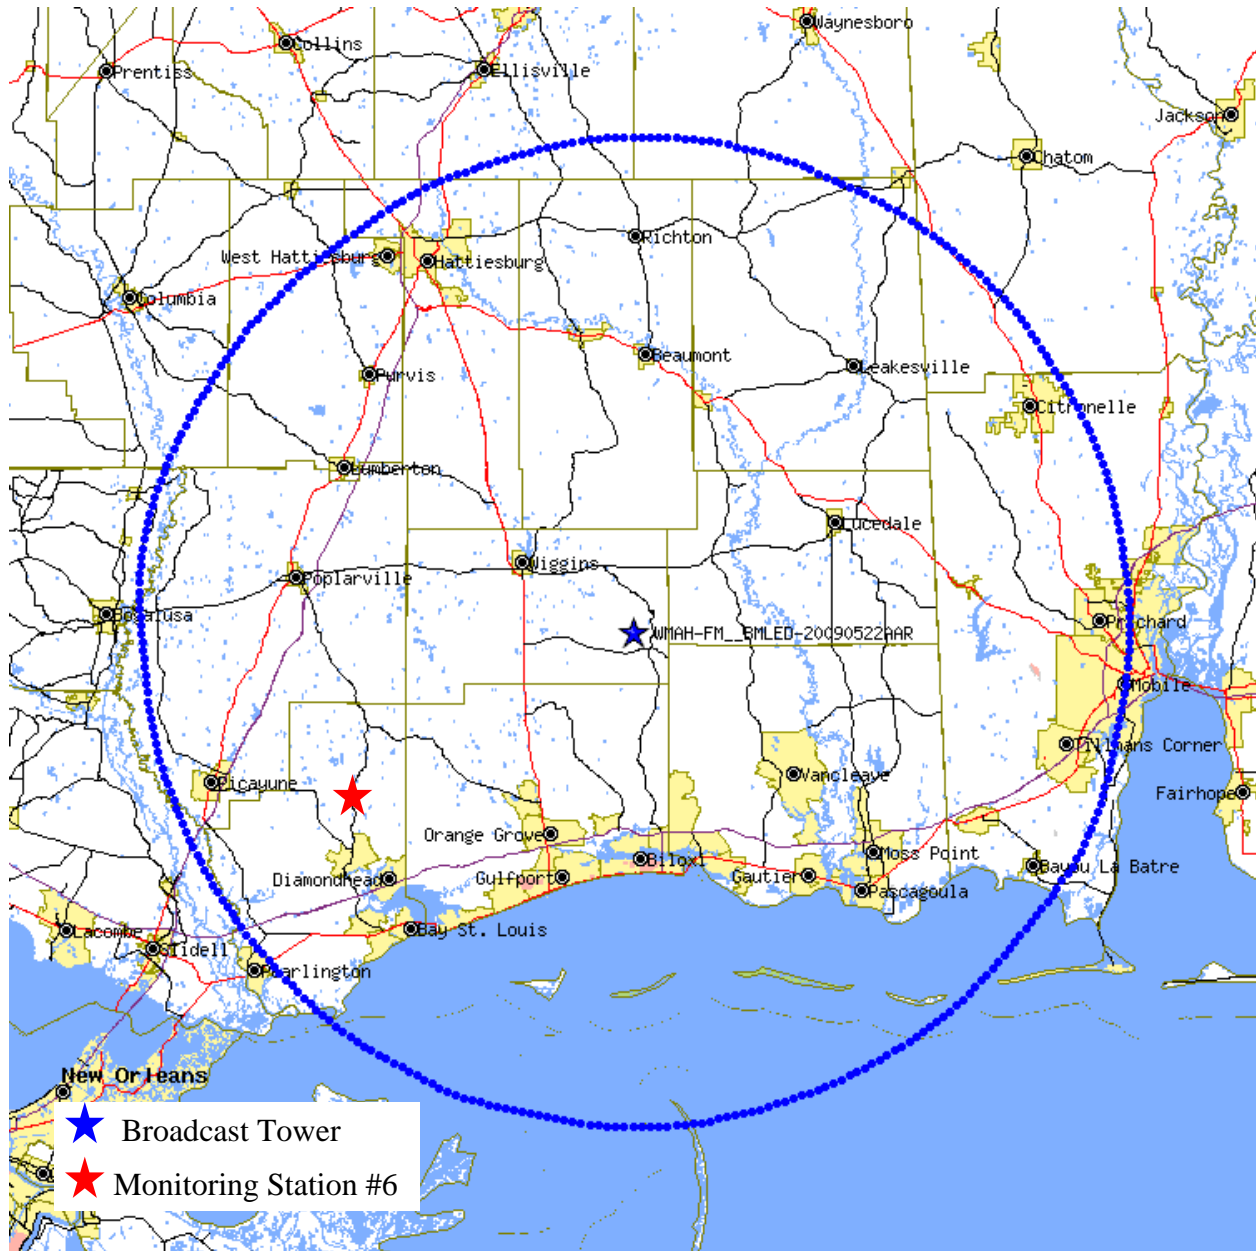 Waynesboro
Collins
Prentiss
Ellisville
Jackson
Chatom
Richton
West Hattiesburg
Hattiesburg
Columbia
Beaumont
Leakesville
Purvis
Citronelle
Lumberton
Lucedale
Wiggins
Poplarville
Bogalusa
Prichard
WMAH-FM__BMLED-20090522AAR
Mobile
Tillmans Corner
Vancleave
Picayune
Fairhope
Orange Grove
Moss Point
Biloxi
Bayou La Batre
Diamondhead
Gulfport
Gautier
Pascagoula
Lacombe
Bay St. Louis
Slidell
Pearlington
New Orleans
Broadcast Tower
Monitoring Station #6